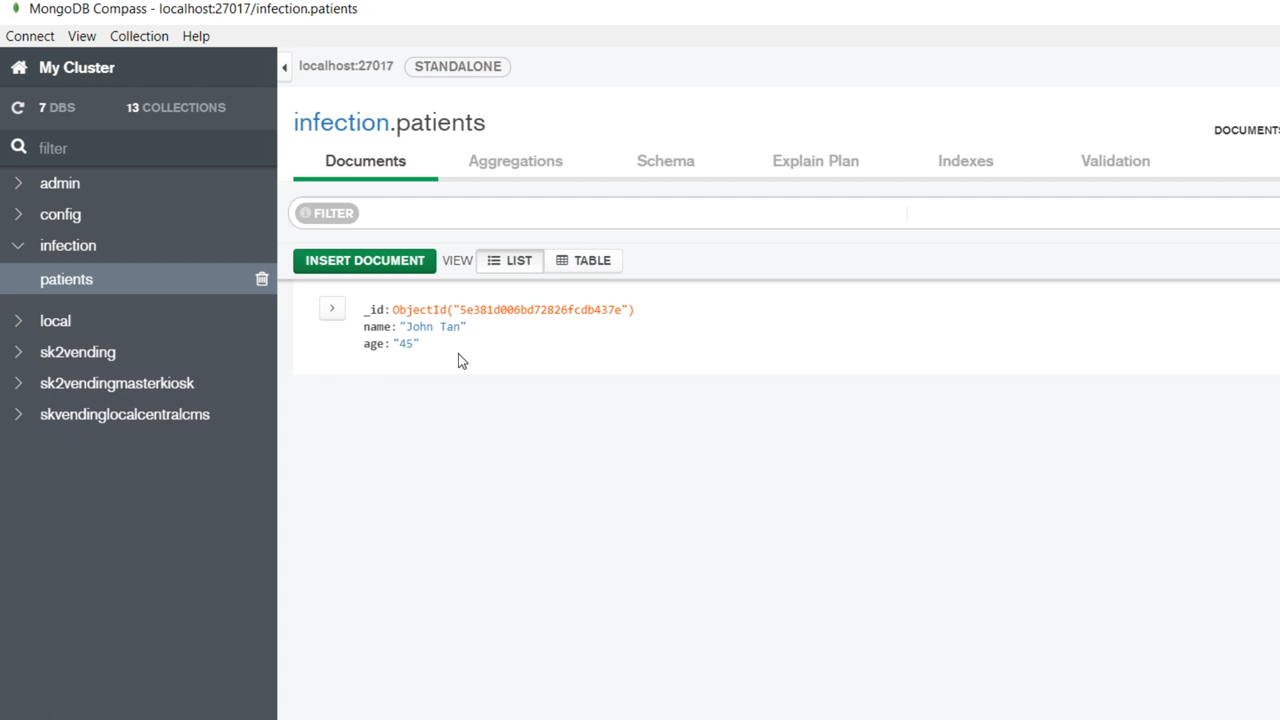 MongoDB Compass - localhost:27017/infection.patients
Connect View Collection Help
My Cluster
localhost:27017 STANDALONE
7 DBS 13 COLLECTIONS
infection.patients
DOCUMENTS
filter
Documents Aggregations Schema Explain Plan Indexes Validation
admin
config
FILTER
infection
INSERT DOCUMENT VIEW LIST TABLE
patients
_id: ObjectId("5e381d006bd72826fcdb437e")
name: "John Tan"
age: "45"
local
sk2vending
sk2vendingmasterkiosk
skvendinglocalcentralcms